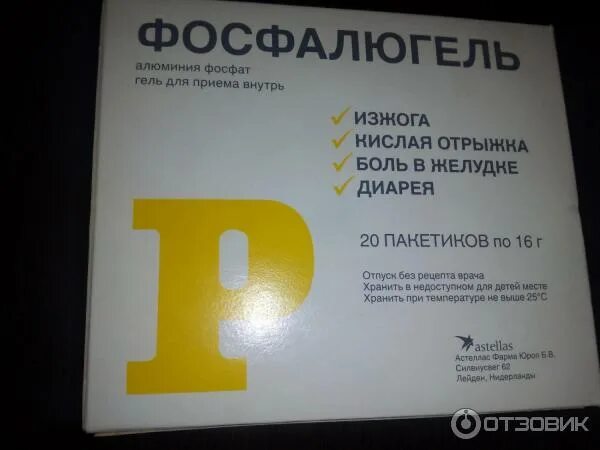 ФОСФАЛЮГЕЛЬ
алюминия фосфат
гель для приема внутрь
✓ ИЗЖОГА
✓ КИСЛАЯ ОТРЫЖКА
✓ БОЛЬ В ЖЕЛУДКЕ
✓ ДИАРЕЯ
P
20 ПАКЕТИКОВ по 16 г
Отпуск без рецепта врача
Хранить в недоступном для детей месте
Хранить при температуре не выше 25°С
astellas
Астеллас Фарма Юроп Б.В.
Силвиусвег 62
Лейден, Нидерланды
ОТЗОВИК